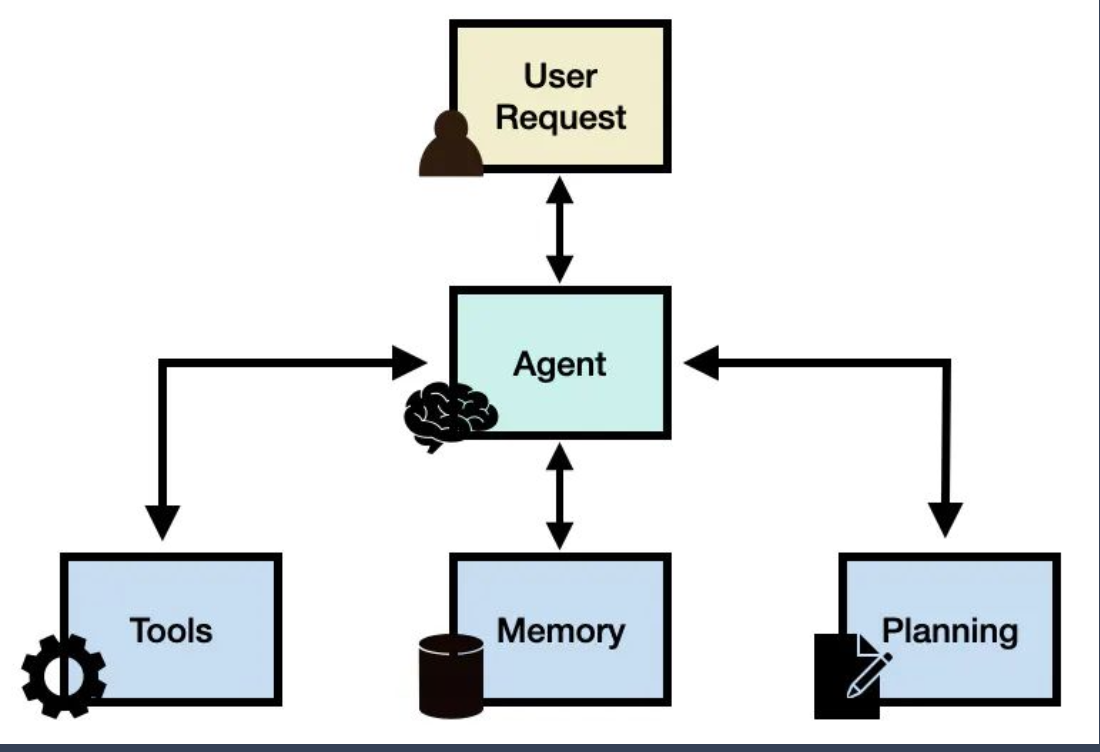 User
Request
Agent
Tools
Memory
Planning